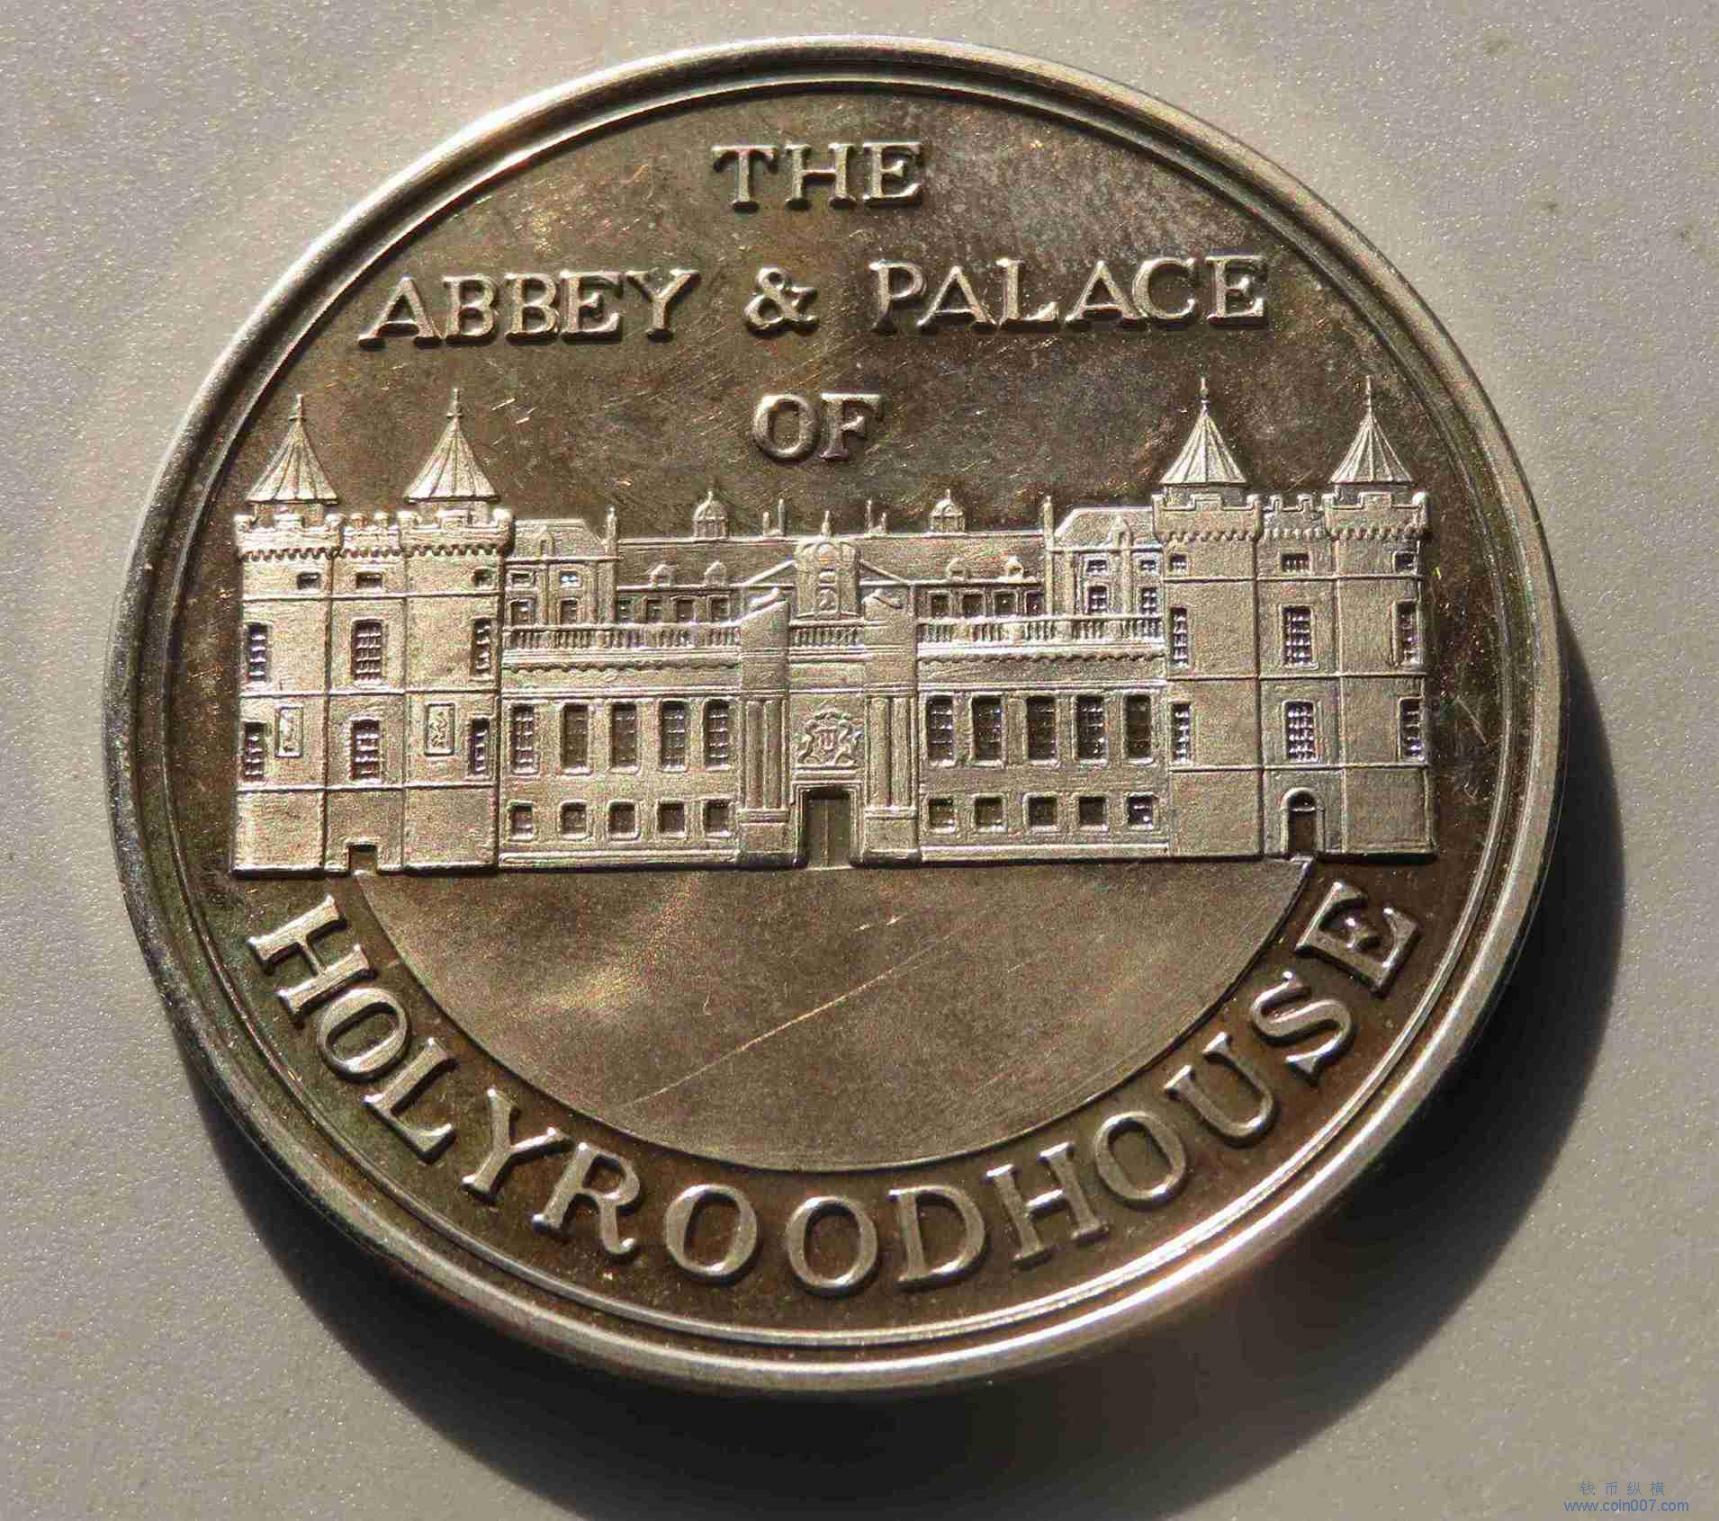 THE
ABBEY & PALACE
OF
HOLYROODHOUSE
钱币纵横
www.coin007.com